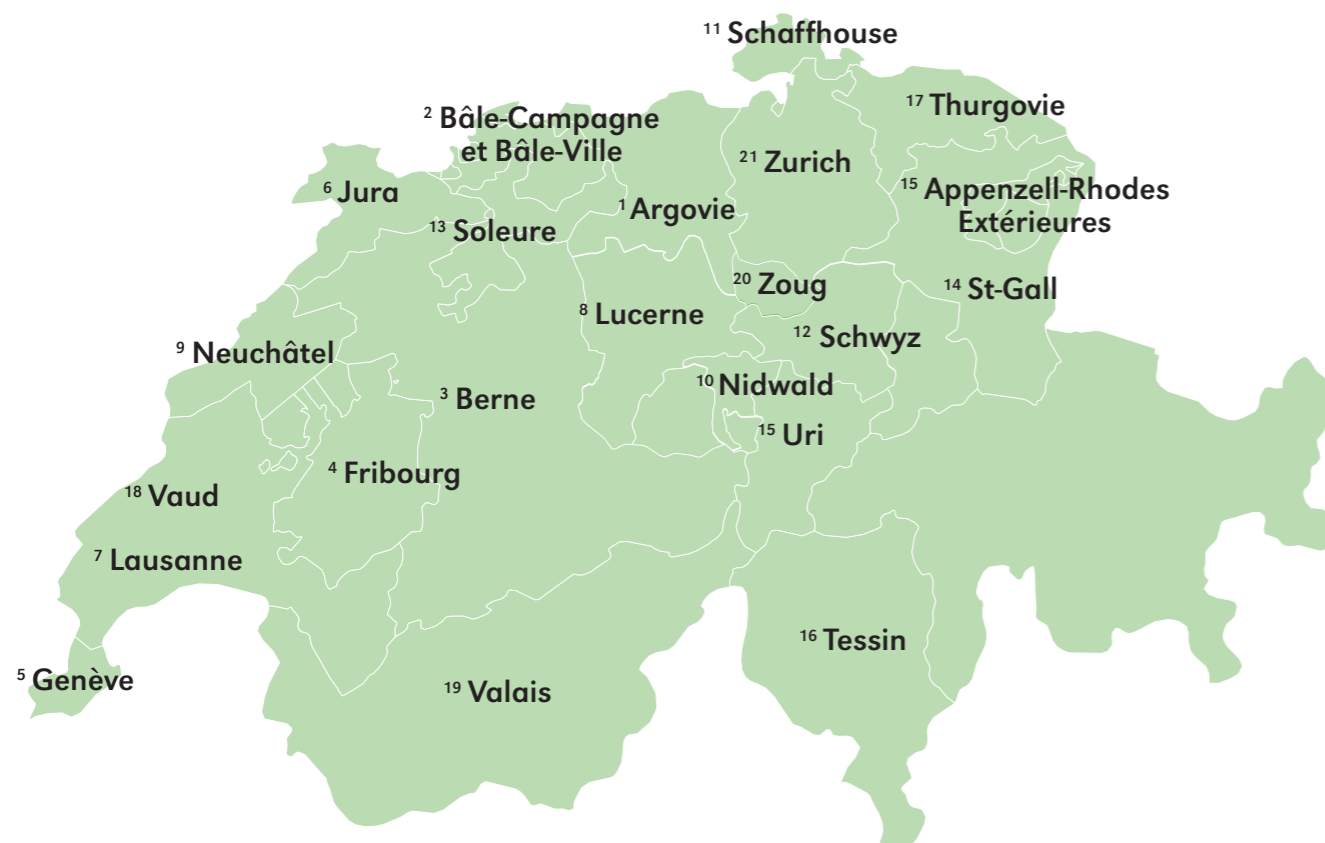 11 Schaffhouse
17 Thurgovie
2 Bâle-Campagne
et Bâle-Ville
21 Zurich
6 Jura
15 Appenzell-Rhodes
Extérieures
1 Argovie
13 Soleure
20 Zoug
14 St-Gall
8 Lucerne
12 Schwyz
9 Neuchâtel
10 Nidwald
3 Berne
15 Uri
4 Fribourg
18 Vaud
7 Lausanne
16 Tessin
5 Genève
19 Valais